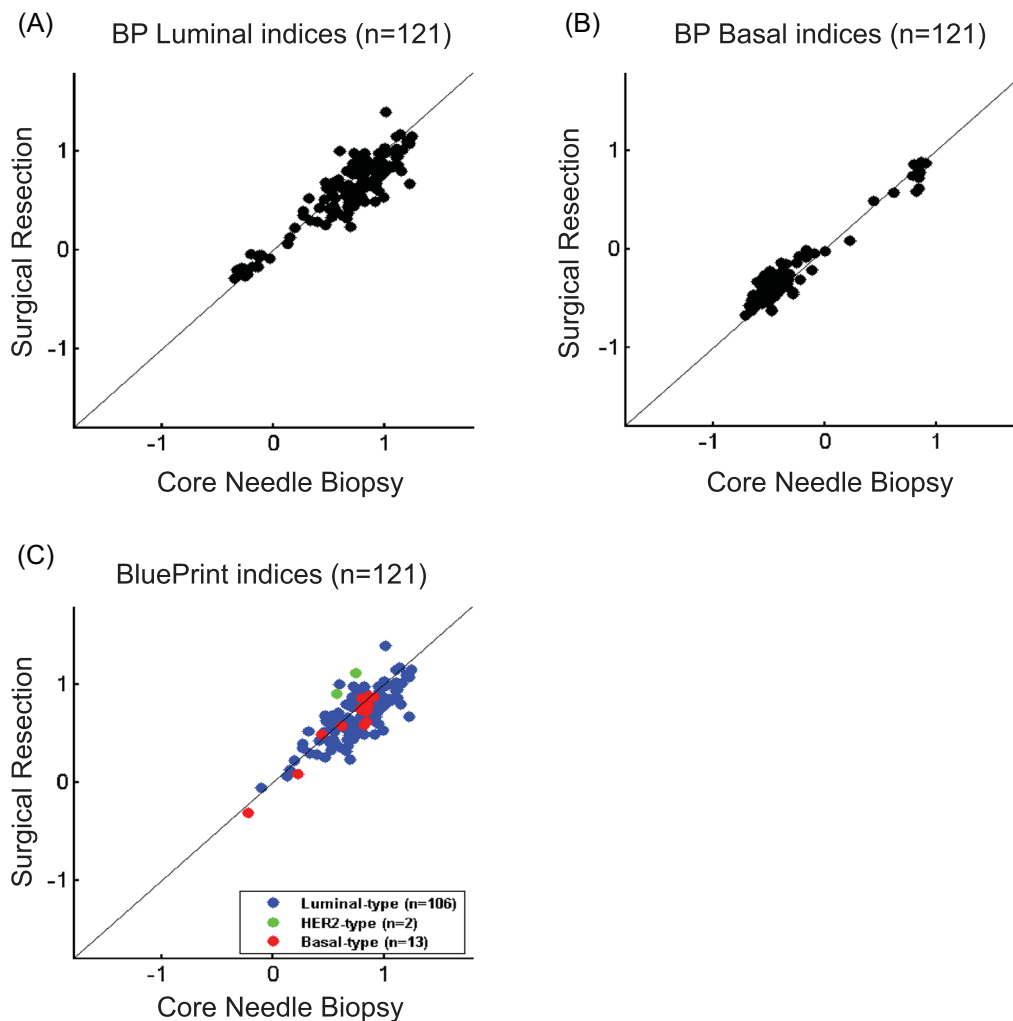 (A)
BP Luminal indices (n=121)
Surgical Resection
1
0
-1
-1
0
1
Core Needle Biopsy
(B)
BP Basal indices (n=121)
Surgical Resection
1
0
-1
-1
0
1
Core Needle Biopsy
(C)
BluePrint indices (n=121)
Surgical Resection
1
0
-1
Luminal-type (n=106)
HER2-type (n=2)
Basal-type (n=13)
-1
0
1
Core Needle Biopsy